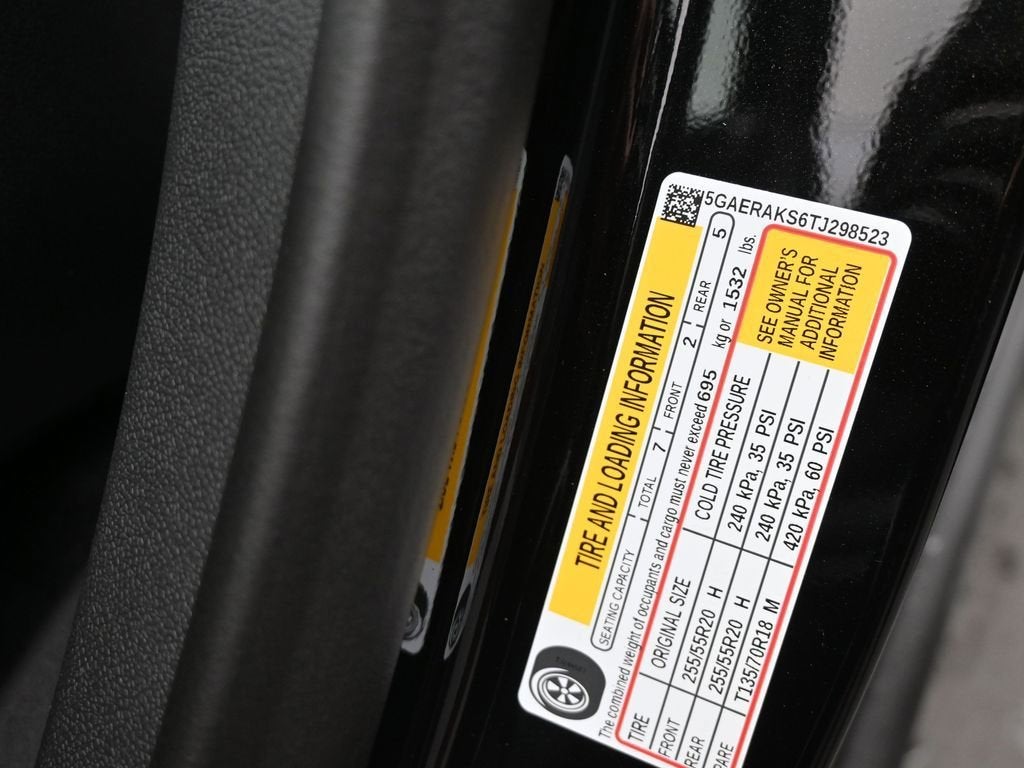 5GAERAKS6TJ298523
TIRE AND LOADING INFORMATION
SEATING CAPACITY TOTAL 7 FRONT 2 REAR 5
The combined weight of occupants and cargo must never exceed 695 kg or 1532 lbs.
TIRE ORIGINAL SIZE COLD TIRE PRESSURE
FRONT 255/55R20 H 240 kPa, 35 PSI
REAR 255/55R20 H 240 kPa, 35 PSI
PARE T135/70R18 M 420 kPa, 60 PSI
SEE OWNER'S
MANUAL FOR
ADDITIONAL
INFORMATION